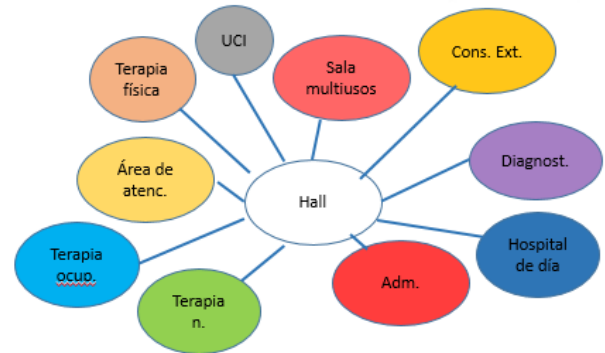 UCI
Terapia
física
Sala
multiusos
Cons. Ext.
Área de
atenc.
Diagnost.
Hall
Terapia
ocup.
Hospital
de día
Terapia
n.
Adm.